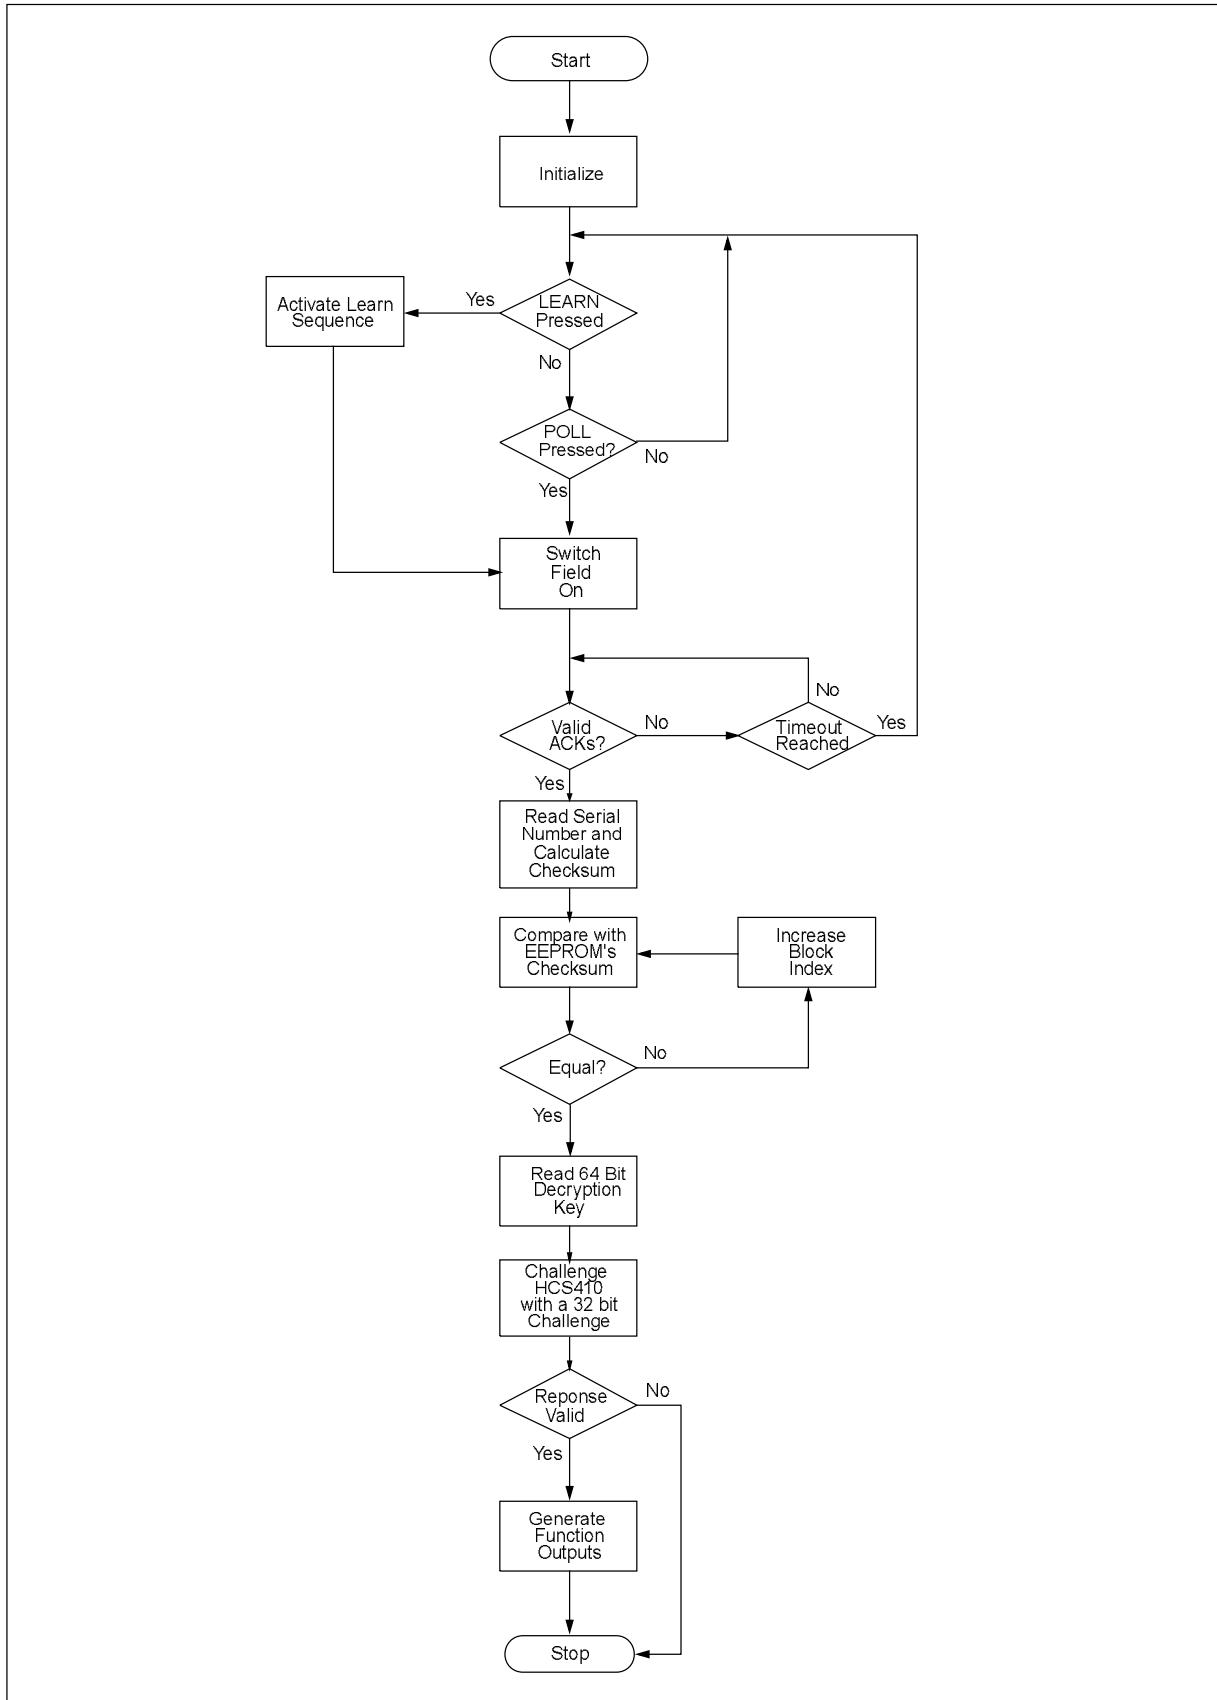 Start
Initialize
LEARN
Pressed
Yes
Activate Learn
Sequence
No
POLL
Pressed?
No
Yes
Switch
Field
On
Valid
ACKs?
No
Timeout
Reached
No
Yes
Yes
Read Serial
Number and
Calculate
Checksum
Compare with
EEPROM's
Checksum
Increase
Block
Index
Equal?
No
Yes
Read 64 Bit
Decryption
Key
Challenge
HCS410
with a 32 bit
Challenge
Reponse
Valid
No
Yes
Generate
Function
Outputs
Stop